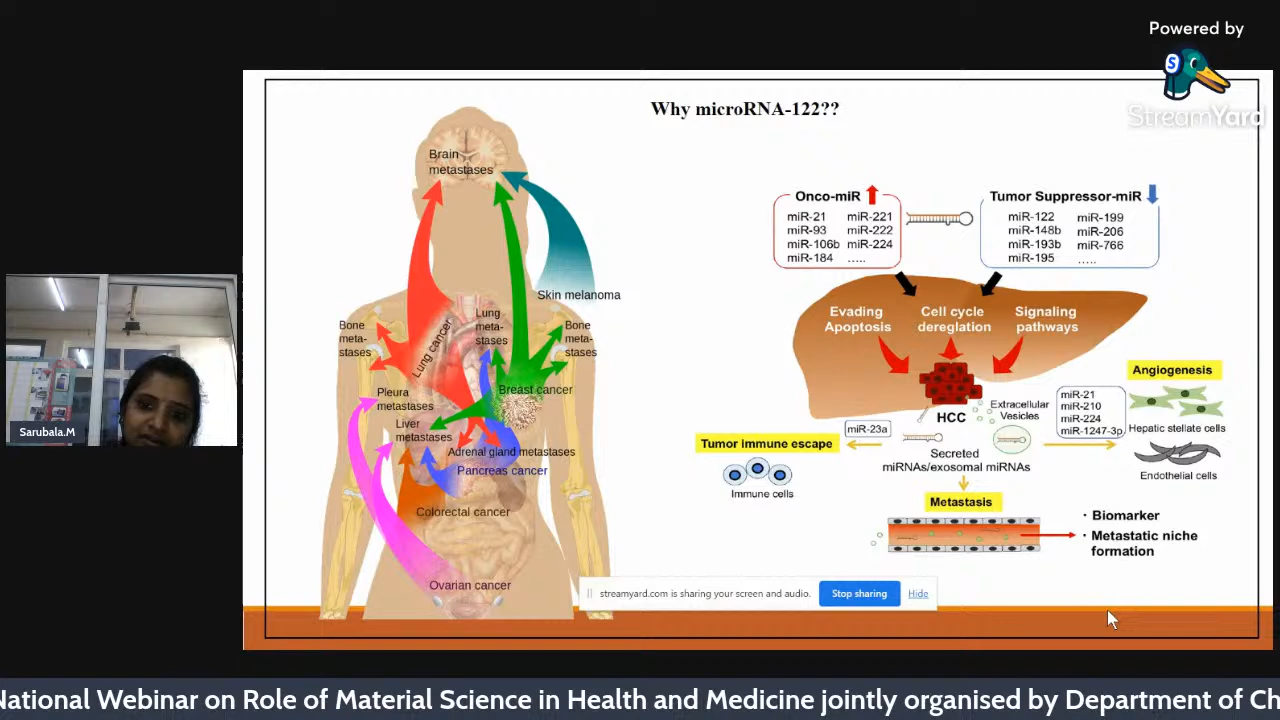 Powered by
S
StreamYard
Why microRNA-122??
Brain
metastases
Skin melanoma
Lung
meta-
stases
Bone
meta-
stases
Bone
meta-
stases
Lung cancer
Breast cancer
Pleura
metastases
Liver
metastases
Adrenal gland metastases
Pancreas cancer
Colorectal cancer
Ovarian cancer
Onco-miR
miR-21 miR-221
miR-93 miR-222
miR-106b miR-224
miR-184 .....
Tumor Suppressor-miR
miR-122 miR-199
miR-148b miR-206
miR-193b miR-766
miR-195 .....
Evading
Apoptosis
Cell cycle
dereglation
Signaling
pathways
HCC
Extracellular
Vesicles
miR-21
miR-210
miR-224
miR-1247-3p
Angiogenesis
Hepatic stellate cells
Endothelial cells
miR-23a
Tumor immune escape
Immune cells
Secreted
miRNAs/exosomal miRNAs
Metastasis
· Biomarker
· Metastatic niche
formation
streamyard.com is sharing your screen and audio. Stop sharing Hide
Sarubala.M
National Webinar on Role of Material Science in Health and Medicine jointly organised by Department of Ch